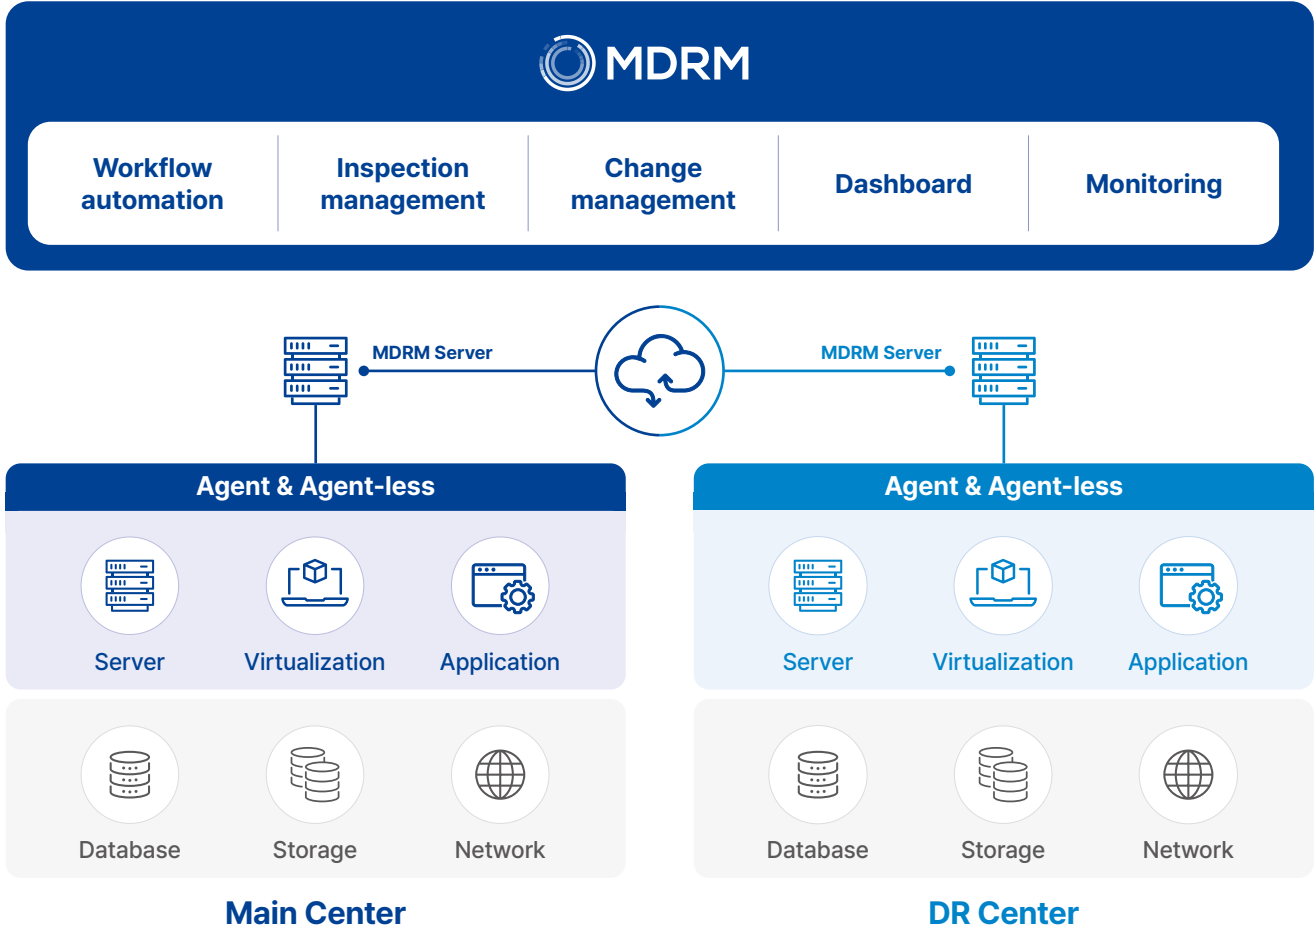 MDRM
Workflow
automation
Inspection
management
Change
management
Dashboard
Monitoring
MDRM Server
MDRM Server
Agent & Agent-less
Server
Virtualization
Application
Database
Storage
Network
Main Center
Agent & Agent-less
Server
Virtualization
Application
Database
Storage
Network
DR Center